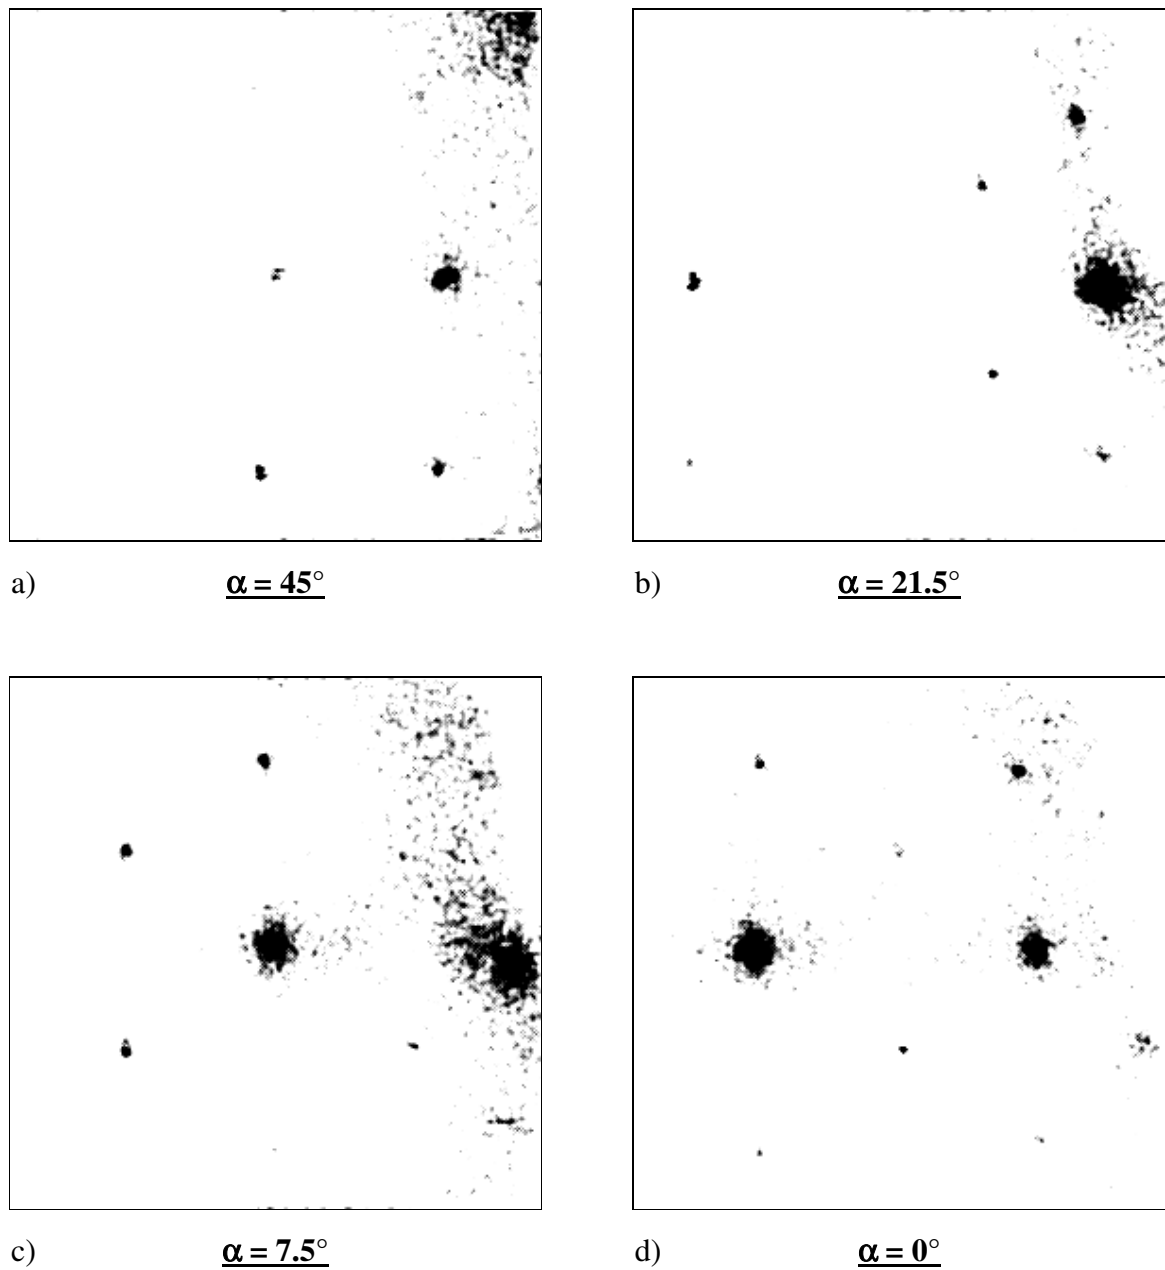 a) α = 45°
b) α = 21.5°
c) α = 7.5°
d) α = 0°